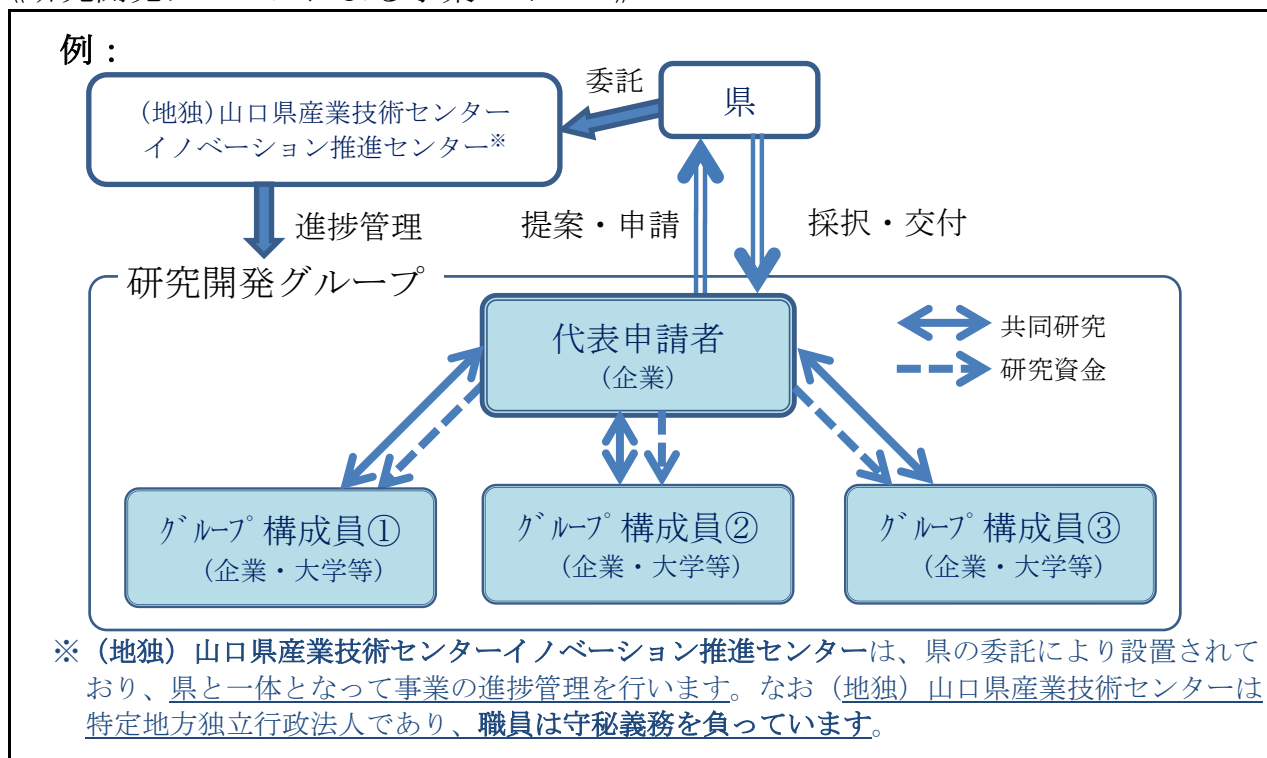 例：
委託
県
(地独)山口県産業技術センター
イノベーション推進センター※
進捗管理
提案・申請
採択・交付
研究開発グループ
代表申請者
(企業)
共同研究
研究資金
ｸﾞﾙｰﾌﾟ構成員①
(企業・大学等)
ｸﾞﾙｰﾌﾟ構成員②
(企業・大学等)
ｸﾞﾙｰﾌﾟ構成員③
(企業・大学等)
※（地独）山口県産業技術センターイノベーション推進センターは、県の委託により設置されて
おり、県と一体となって事業の進捗管理を行います。なお（地独）山口県産業技術センターは
特定地方独立行政法人であり、職員は守秘義務を負っています。